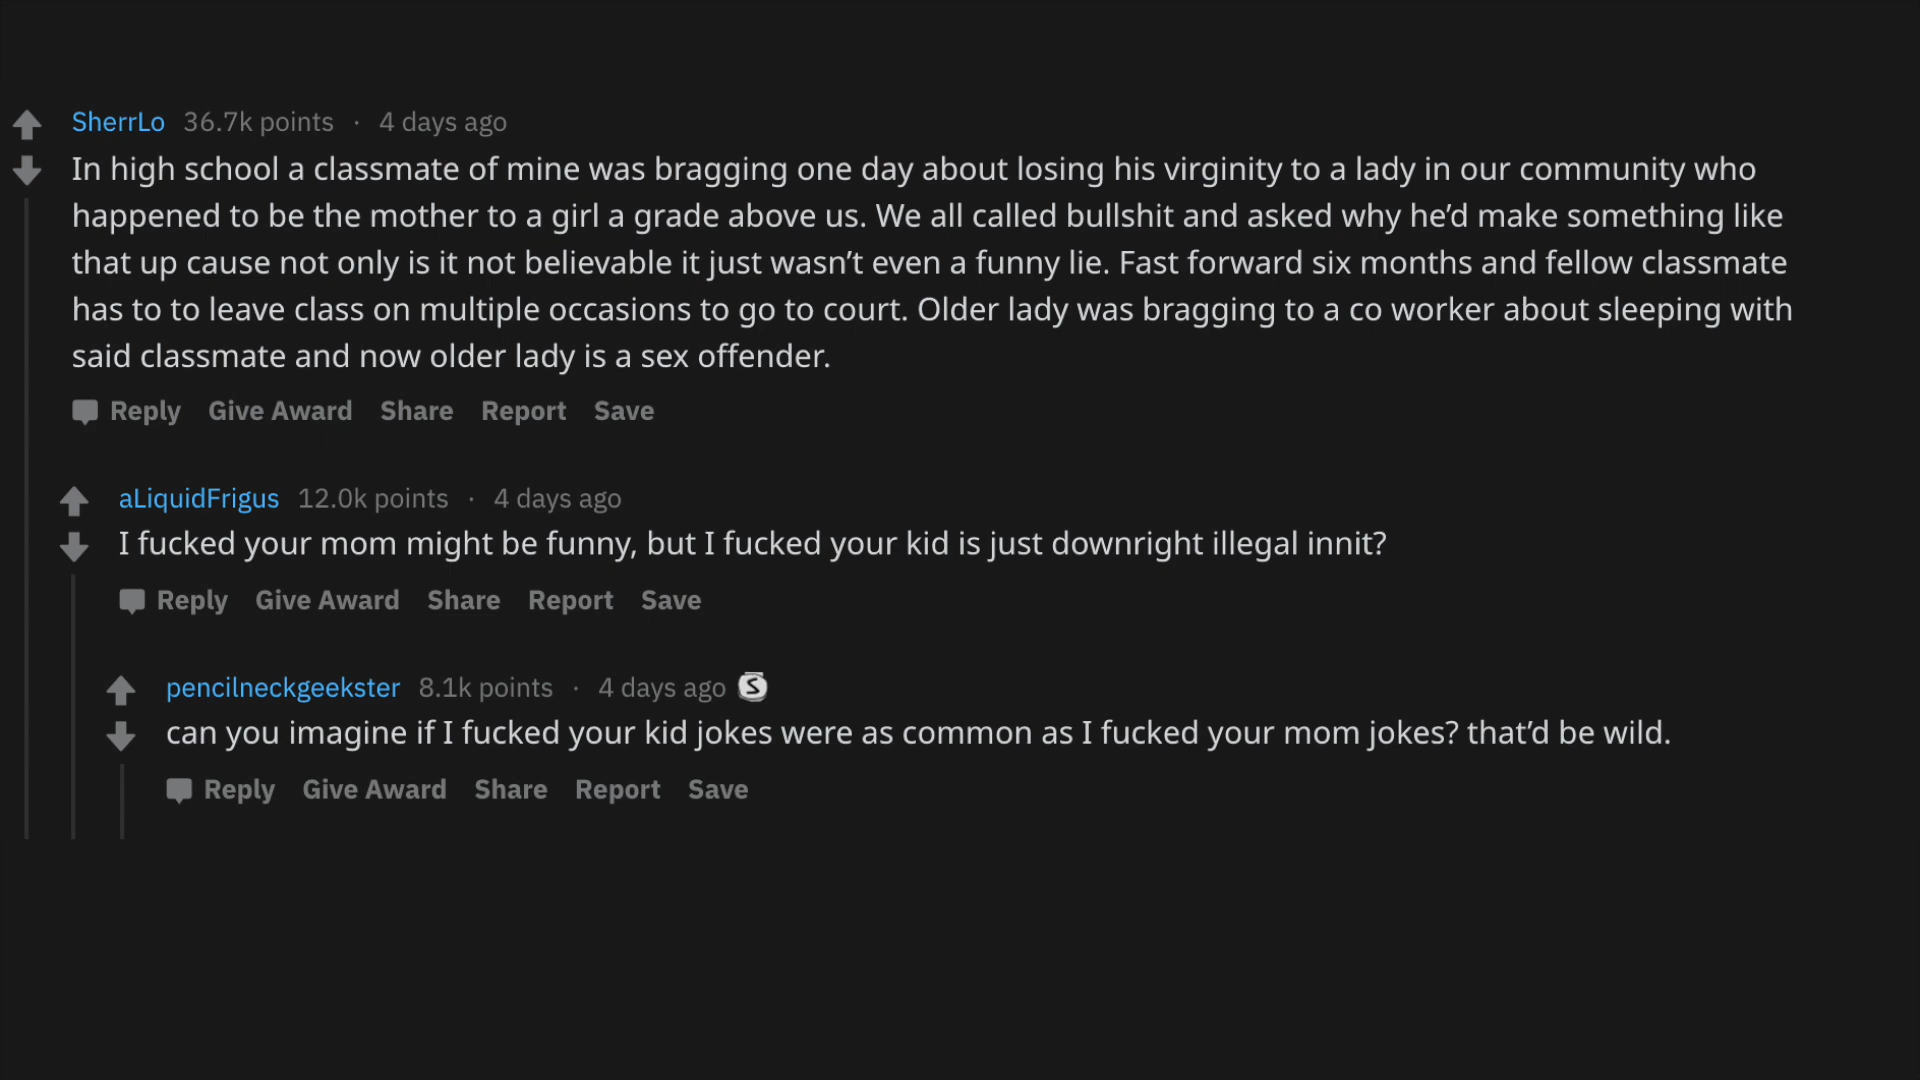 SherrLo 36.7k points · 4 days ago
In high school a classmate of mine was bragging one day about losing his virginity to a lady in our community who
happened to be the mother to a girl a grade above us. We all called bullshit and asked why he’d make something like
that up cause not only is it not believable it just wasn’t even a funny lie. Fast forward six months and fellow classmate
has to to leave class on multiple occasions to go to court. Older lady was bragging to a co worker about sleeping with
said classmate and now older lady is a sex offender.
Reply Give Award Share Report Save
aLiquidFrigus 12.0k points · 4 days ago
I fucked your mom might be funny, but I fucked your kid is just downright illegal innit?
Reply Give Award Share Report Save
pencilneckgeekster 8.1k points · 4 days ago S
can you imagine if I fucked your kid jokes were as common as I fucked your mom jokes? that’d be wild.
Reply Give Award Share Report Save